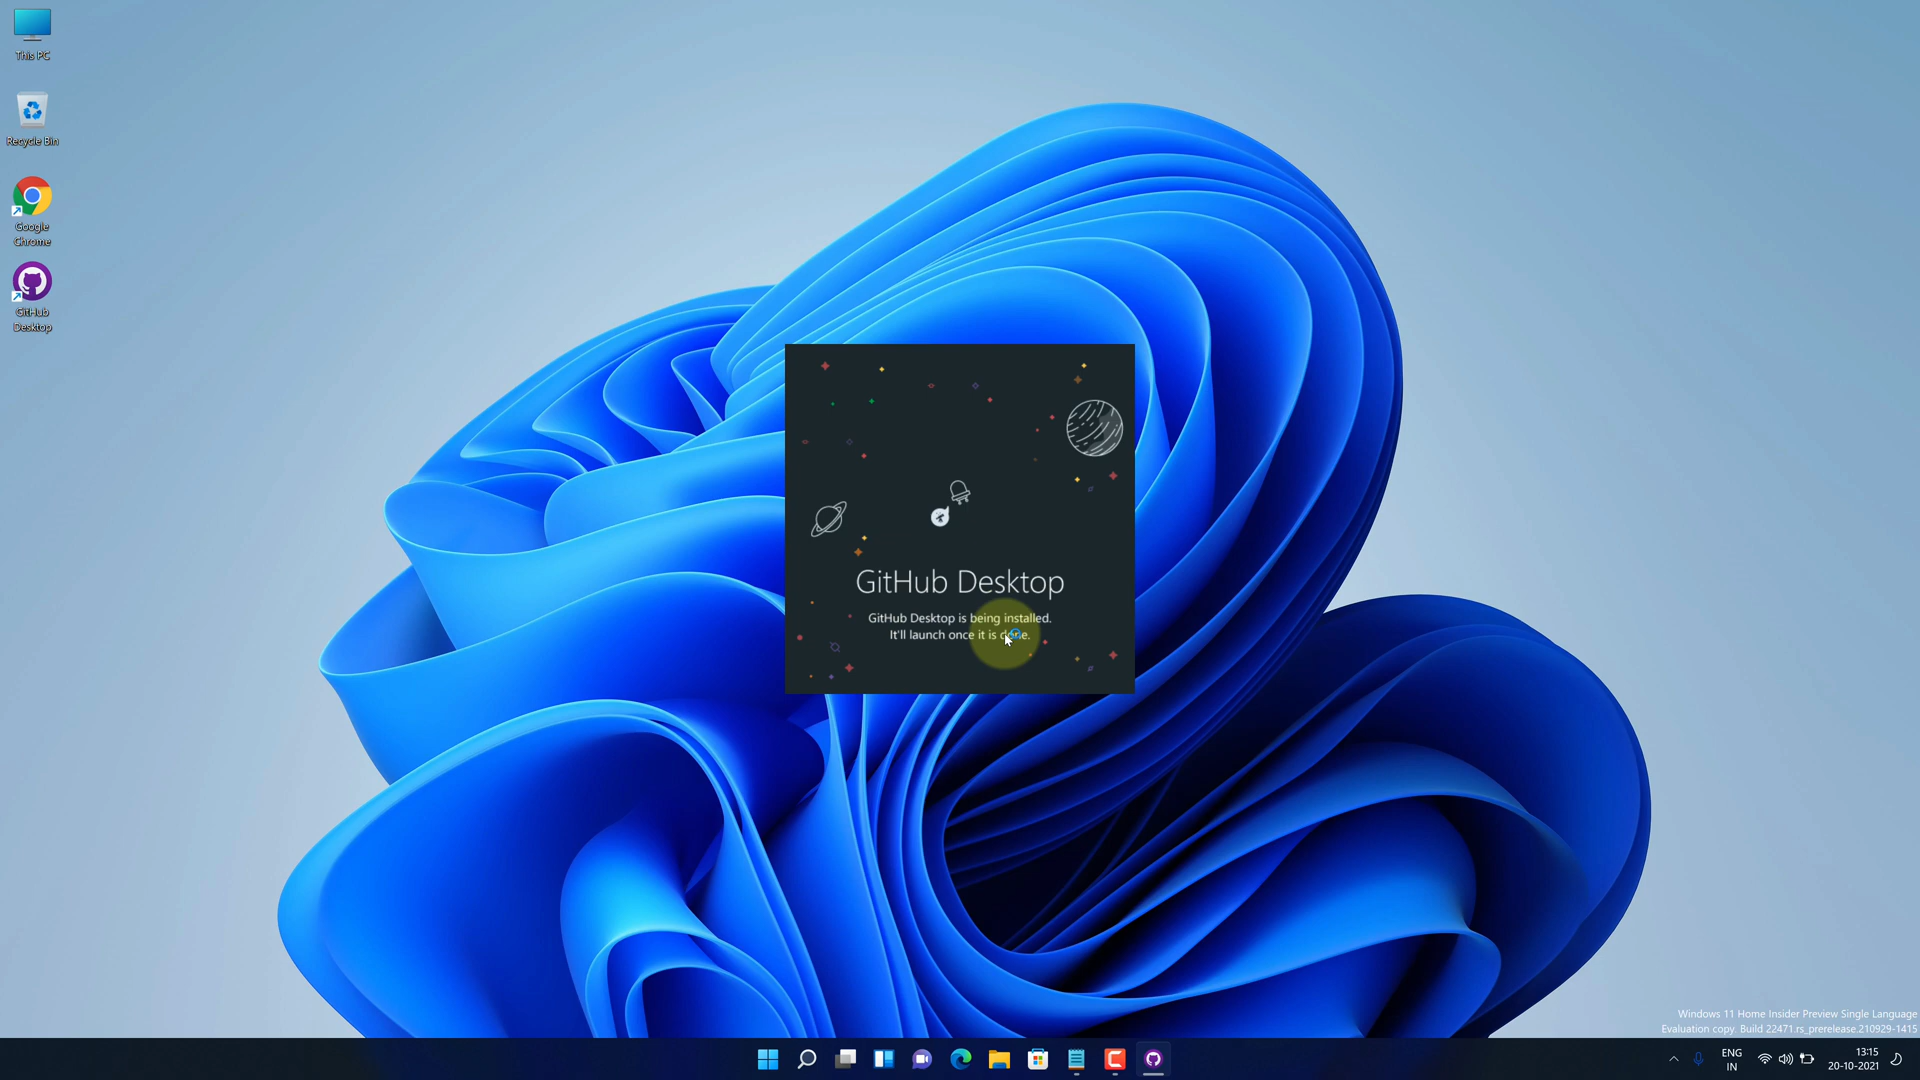 This PC
Recycle Bin
Google
Chrome
GitHub
Desktop
GitHub Desktop
GitHub Desktop is being installed.
It'll launch once it is done.
Windows 11 Home Insider Preview Single Language
Evaluation copy. Build 22471.rs_prerelease.210929-1415
ENG
IN
13:15
20-10-2021